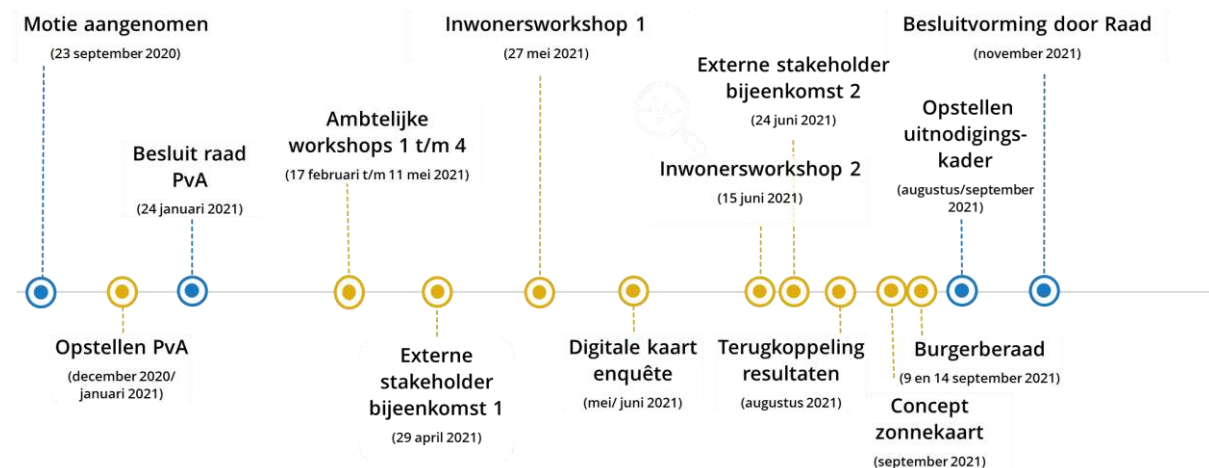 Motie aangenomen
(23 september 2020)
Opstellen PvA
(december 2020/
januari 2021)
Besluit raad
PvA
(24 januari 2021)
Ambtelijke
workshops 1 t/m 4
(17 februari t/m 11 mei 2021)
Externe
stakeholder
bijeenkomst 1
(29 april 2021)
Inwonersworkshop 1
(27 mei 2021)
Digitale kaart
enquête
(mei/ juni 2021)
Inwonersworkshop 2
(15 juni 2021)
Externe stakeholder
bijeenkomst 2
(24 juni 2021)
Terugkoppeling
resultaten
(augustus 2021)
Concept
zonnekaart
(september 2021)
Burgerberaad
(9 en 14 september 2021)
Opstellen
uitnodigings-
kader
(augustus/september
2021)
Besluitvorming door Raad
(november 2021)